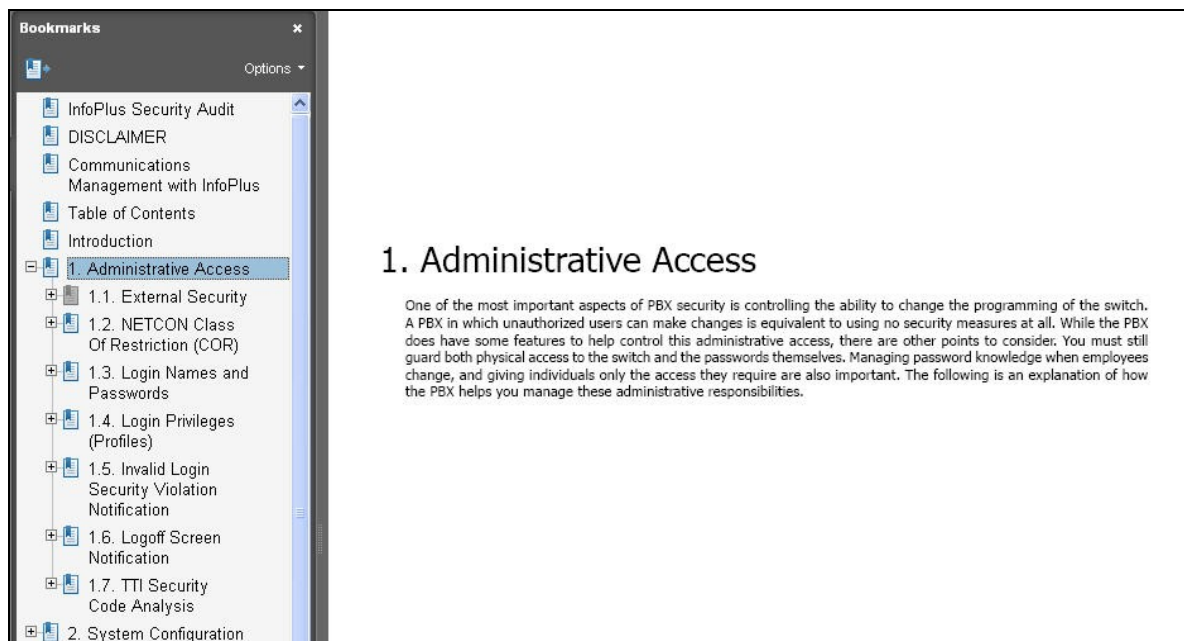 Bookmarks
Options
InfoPlus Security Audit
DISCLAIMER
Communications
Management with InfoPlus
Table of Contents
Introduction
1. Administrative Access
1.1. External Security
1.2. NETCON Class
Of Restriction (COR)
1.3. Login Names and
Passwords
1.4. Login Privileges
(Profiles)
1.5. Invalid Login
Security Violation
Notification
1.6. Logoff Screen
Notification
1.7. TTI Security
Code Analysis
2. System Configuration
1. Administrative Access
One of the most important aspects of PBX security is controlling the ability to change the programming of the switch.
A PBX in which unauthorized users can make changes is equivalent to using no security measures at all. While the PBX
does have some features to help control this administrative access, there are other points to consider. You must still
guard both physical access to the switch and the passwords themselves. Managing password knowledge when employees
change, and giving individuals only the access they require are also important. The following is an explanation of how
the PBX helps you manage these administrative responsibilities.